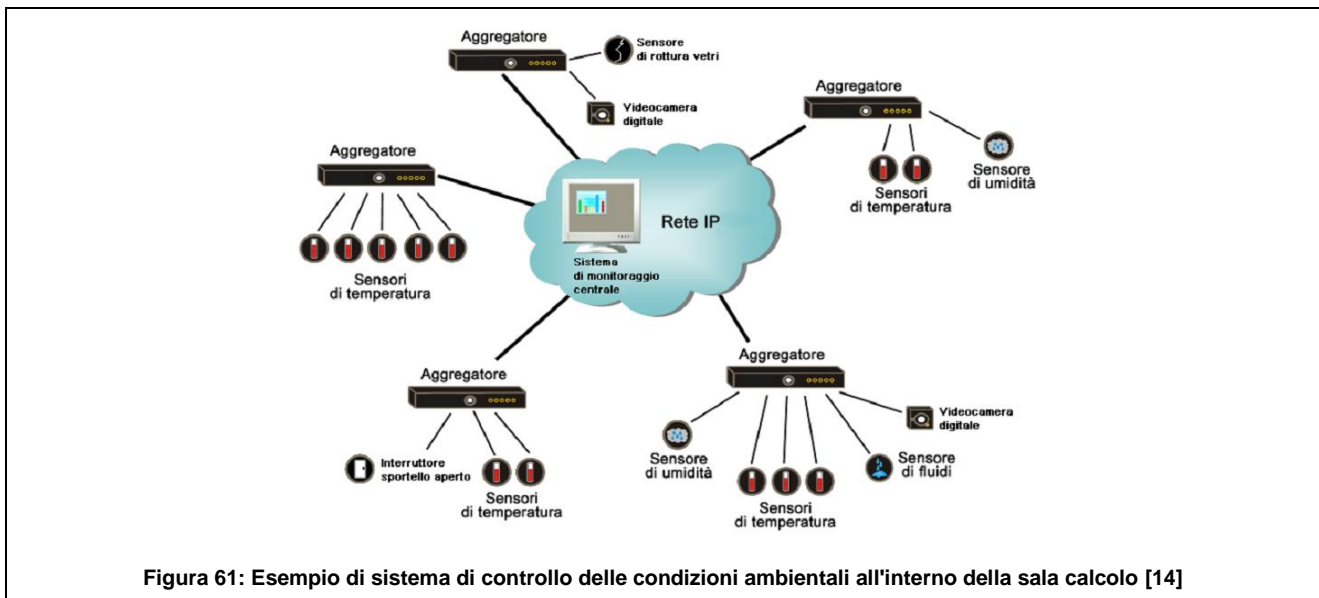 Aggregatore
Sensore
di rottura vetri
Videocamera
digitale
Aggregatore
Sensori
di temperatura
Sensore
di umidità
Aggregatore
Sensori
di temperatura
Rete IP
Sistema
di monitoraggio
centrale
Aggregatore
Interruttore
sportello aperto
Sensori
di temperatura
Aggregatore
Sensore
di umidità
Sensori
di temperatura
Sensore
di fluidi
Videocamera
digitale
Figura 61: Esempio di sistema di controllo delle condizioni ambientali all'interno della sala calcolo [14]